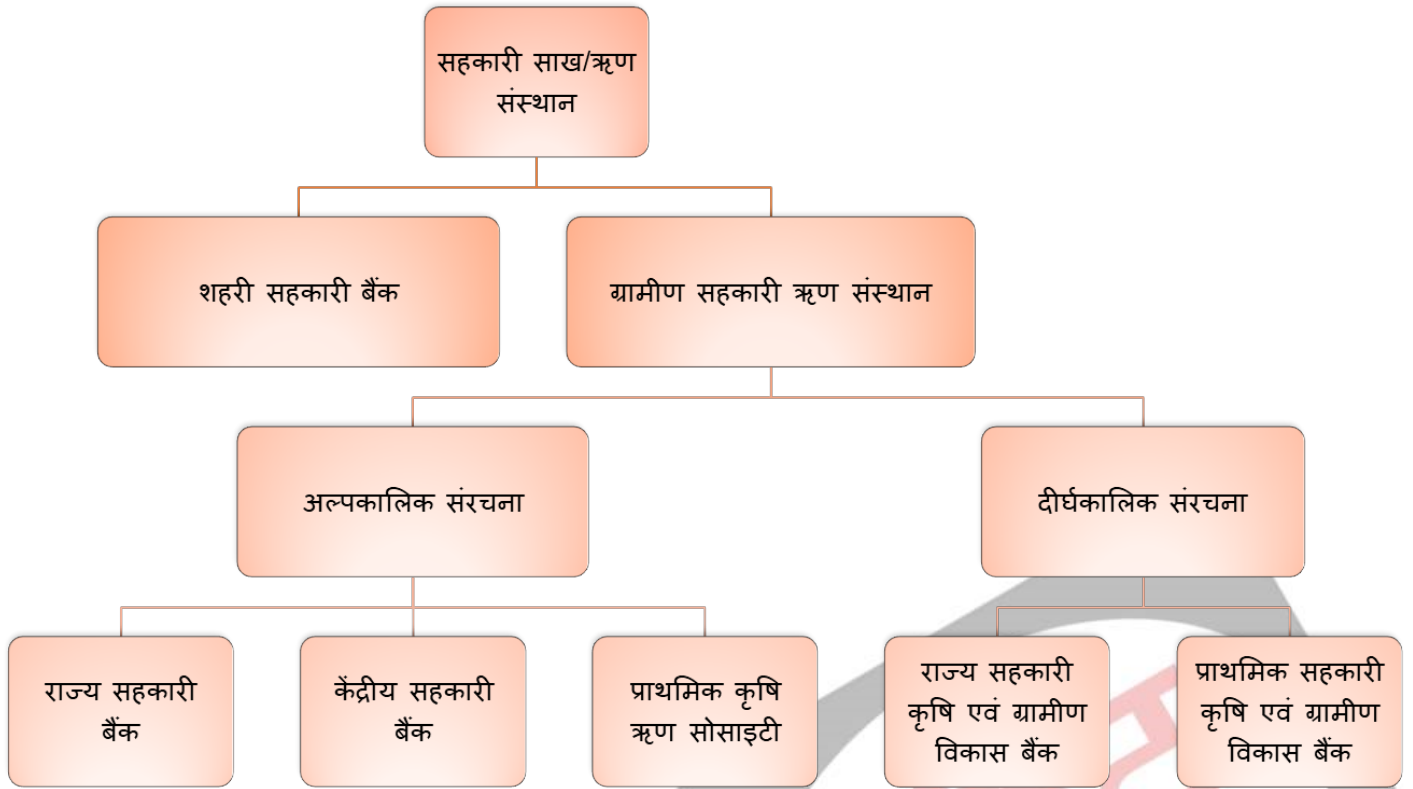 सहकारी साख/ऋण
संस्थान
शहरी सहकारी बैंक
ग्रामीण सहकारी ऋण संस्थान
अल्पकालिक संरचना
दीर्घकालिक संरचना
राज्य सहकारी
बैंक
केंद्रीय सहकारी
बैंक
प्राथमिक कृषि
ऋण सोसाइटी
राज्य सहकारी
कृषि एवं ग्रामीण
विकास बैंक
प्राथमिक सहकारी
कृषि एवं ग्रामीण
विकास बैंक